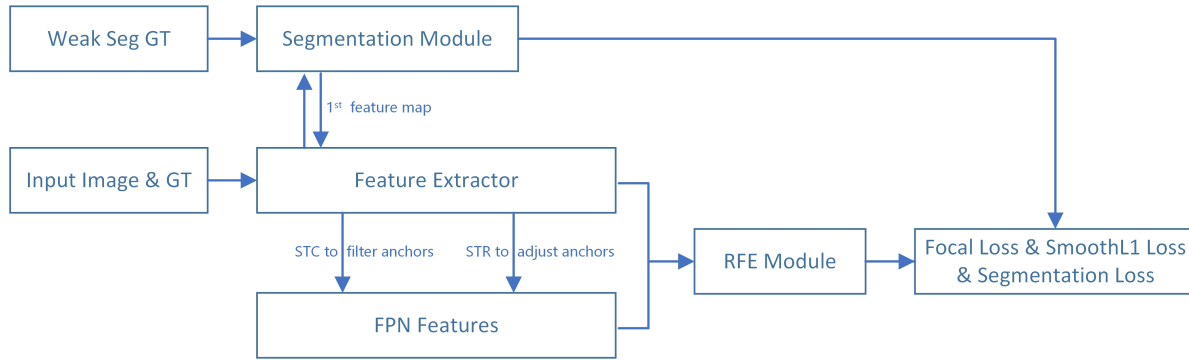 Weak Seg GT
Segmentation Module
1st feature map
Input Image & GT
Feature Extractor
STC to filter anchors
STR to adjust anchors
RFE Module
Focal Loss & SmoothL1 Loss
& Segmentation Loss
FPN Features